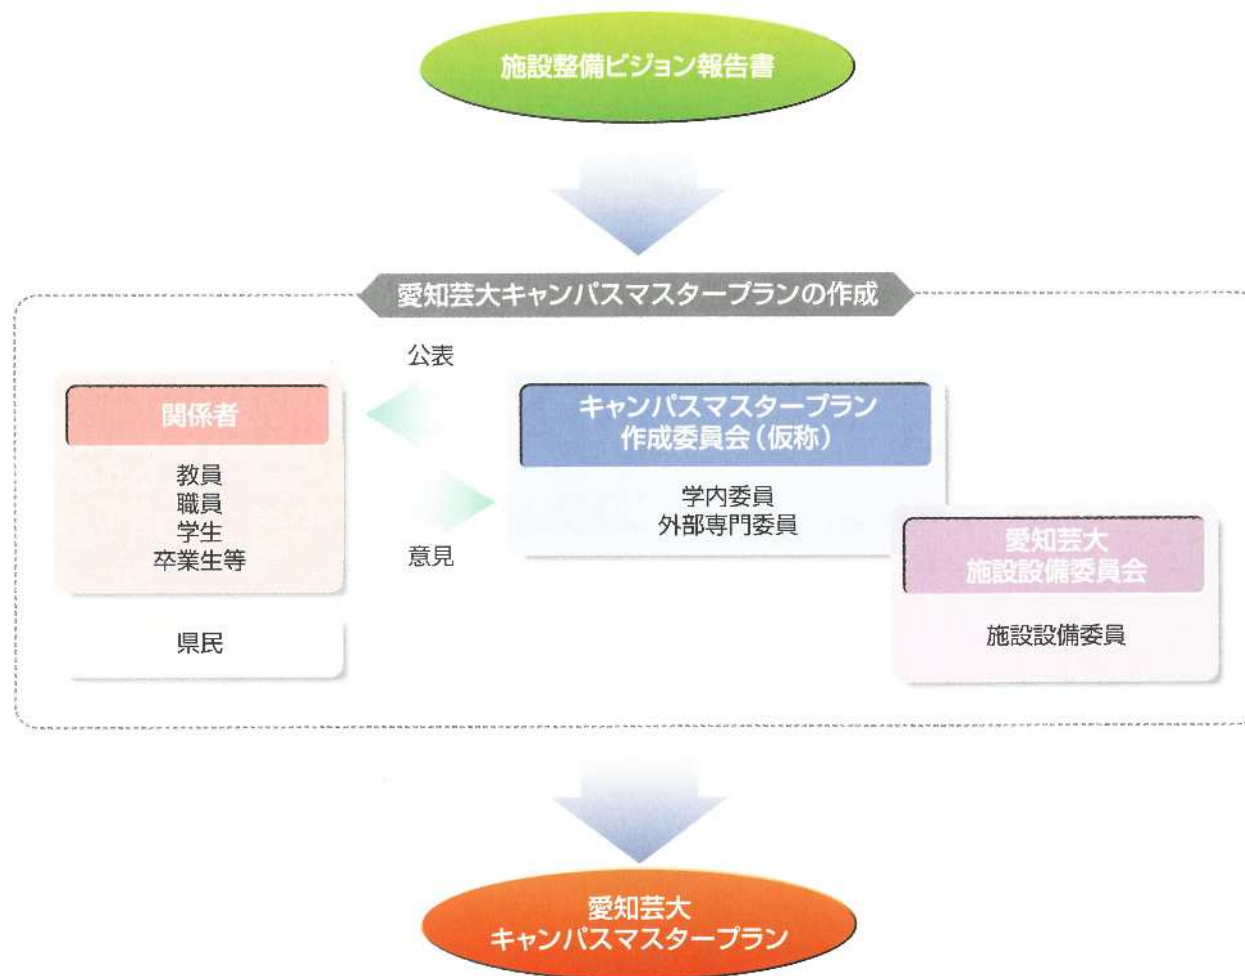 施設整備ビジョン報告書
愛知芸大キャンパスマスタープランの作成
公表
関係者
教員
職員
学生
卒業生等
県民
意見
キャンパスマスタープラン
作成委員会（仮称）
学内委員
外部専門委員
愛知芸大
施設設備委員会
施設設備委員
愛知芸大
キャンパスマスタープラン